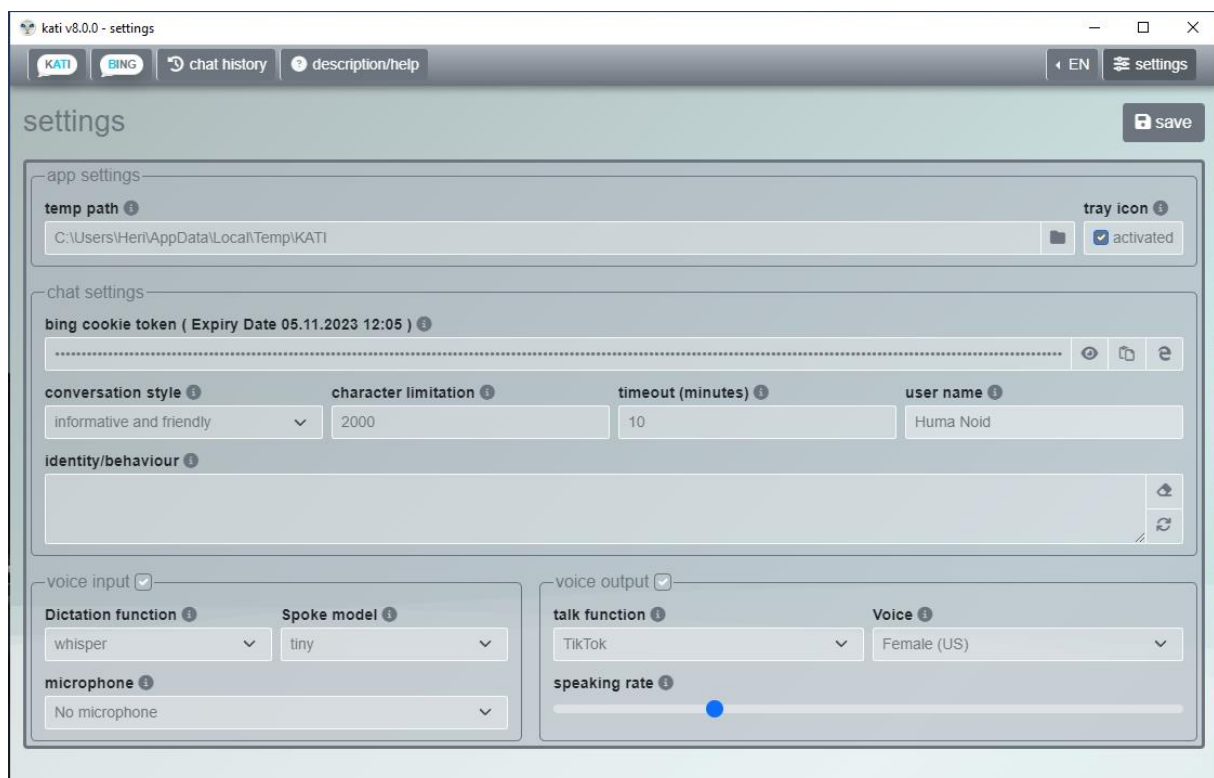 kati v8.0.0 - settings
KATI BING chat history description/help EN settings
settings save
app settings
temp path tray icon
C:\Users\Heri\AppData\Local\Temp\KATI activated
chat settings
bing cookie token ( Expiry Date 05.11.2023 12:05 )
conversation style character limitation timeout (minutes) user name
informative and friendly 2000 10 Huma Noid
identity/behaviour
voice input voice output
Dictation function Spoke model talk function Voice
whisper tiny TikTok Female (US)
microphone speaking rate
No microphone